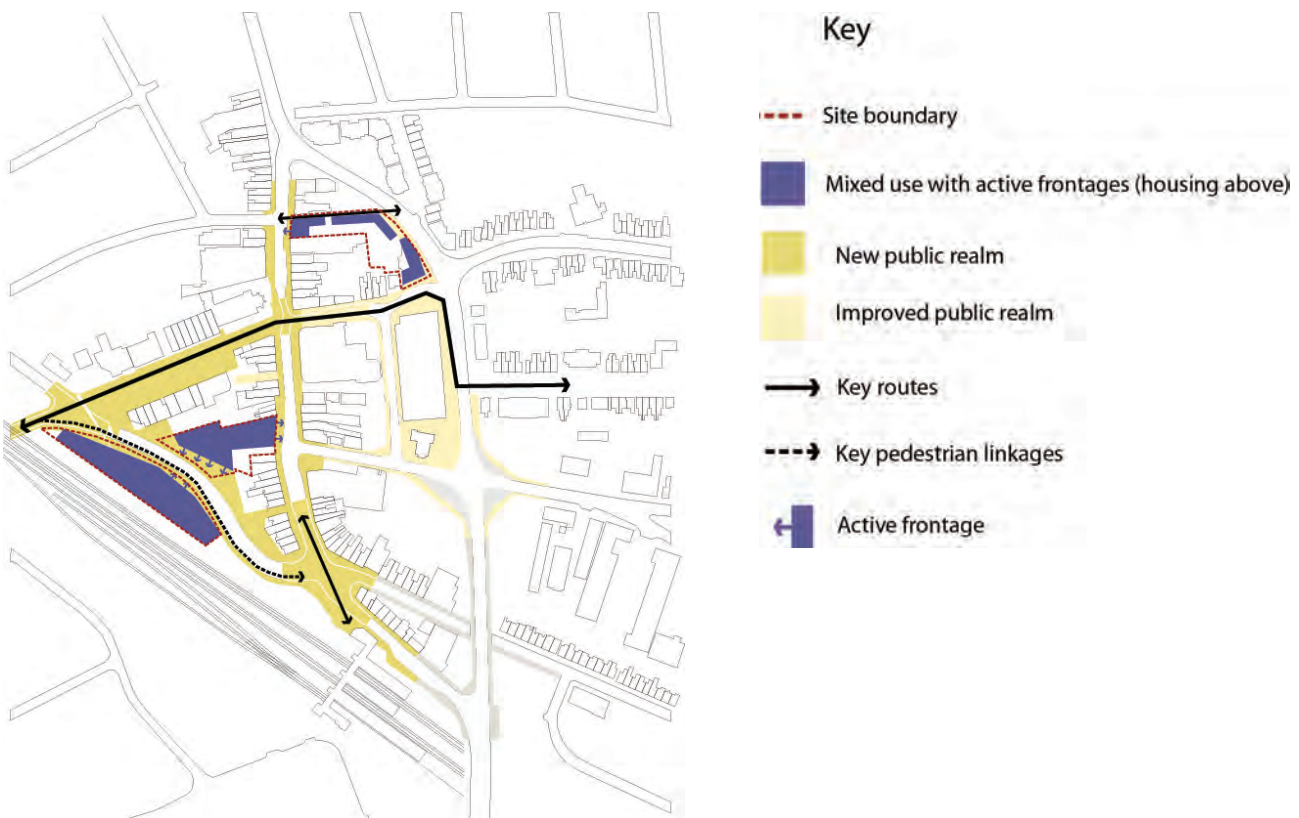 Key
Site boundary
Mixed use with active frontages (housing above)
New public realm
Improved public realm
Key routes
Key pedestrian linkages
Active frontage